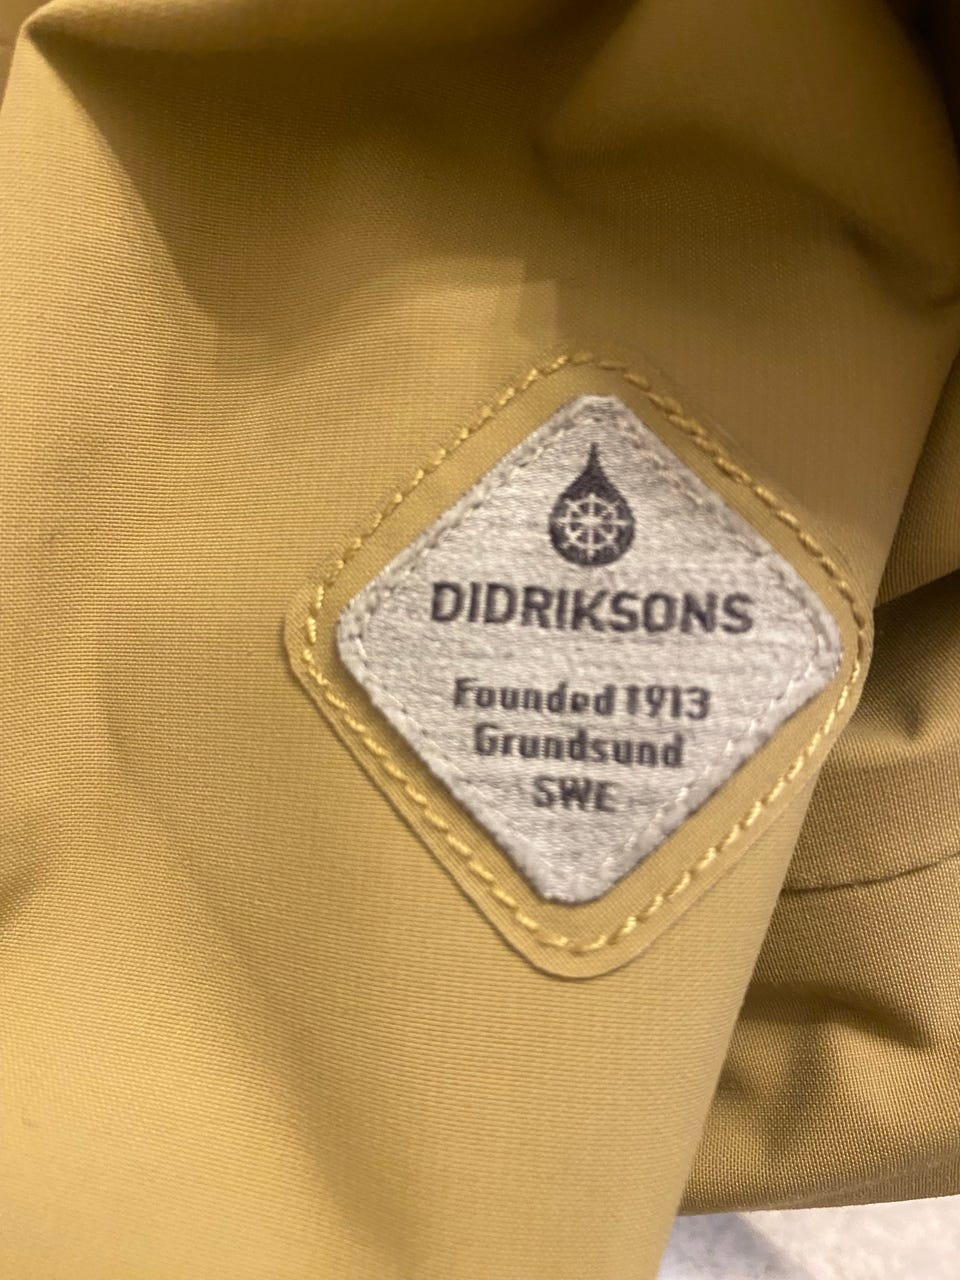 DIDRIKSONS
Founded 1913
Grundsund
SWE